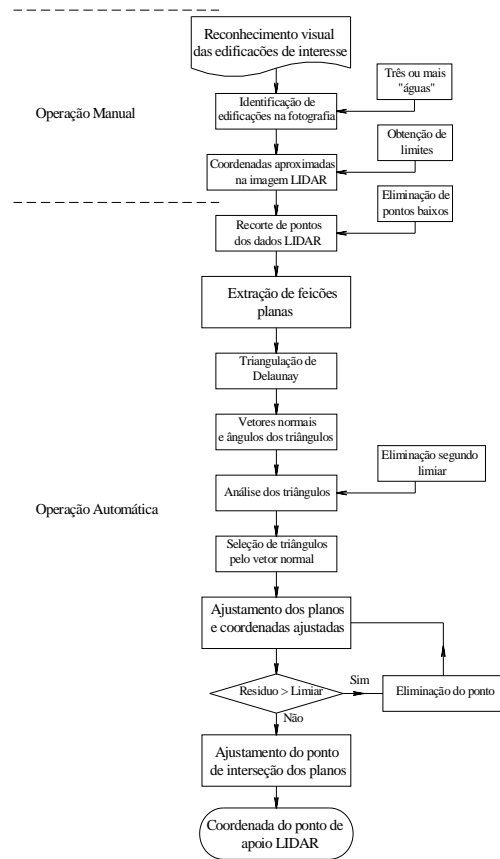 Reconhecimento visual
das edificacões de interesse
Três ou mais
"águas"
Operação Manual
Identificação de
edificações na fotografia
Obtenção de
limites
Coordenadas aproximadas
na imagem LIDAR
Eliminação de
pontos baixos
Recorte de pontos
dos dados LIDAR
Extração de feicões
planas
Triangulação de
Delaunay
Vetores normais
e ângulos dos triângulos
Eliminação segundo
limiar
Análise dos triângulos
Operação Automática
Seleção de triângulos
pelo vetor normal
Ajustamento dos planos
e coordenadas ajustadas
Residuo > Limiar
Sim
Eliminação do ponto
Não
Ajustamento do ponto
de interseção dos planos
Coordenada do ponto de
apoio LIDAR